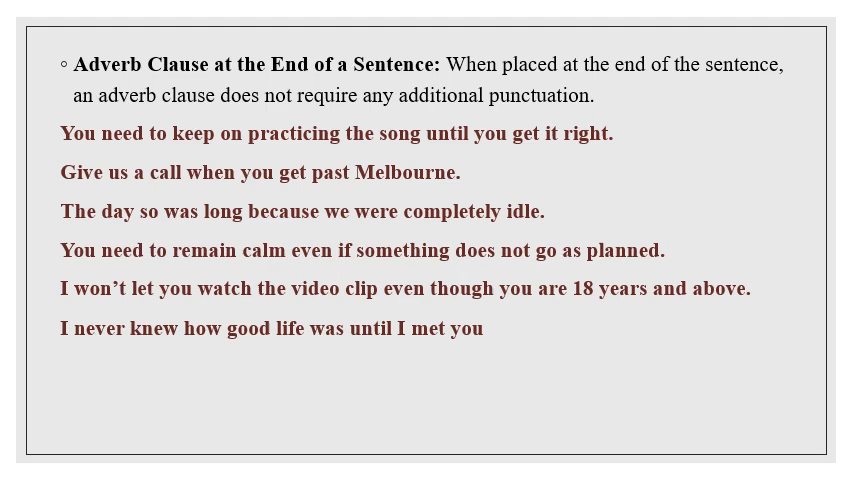 ◦ Adverb Clause at the End of a Sentence: When placed at the end of the sentence,
an adverb clause does not require any additional punctuation.
You need to keep on practicing the song until you get it right.
Give us a call when you get past Melbourne.
The day so was long because we were completely idle.
You need to remain calm even if something does not go as planned.
I won’t let you watch the video clip even though you are 18 years and above.
I never knew how good life was until I met you